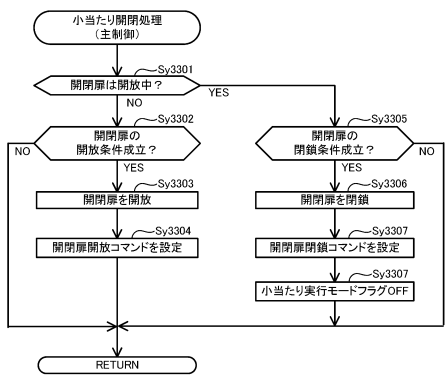 小当たり開閉処理
（主制御）
Sy3301
開閉扉は開放中？
YES
NO
Sy3302
開閉扉の
開放条件成立？
NO
YES
Sy3305
開閉扉の
閉鎖条件成立？
NO
YES
Sy3303
開閉扉を開放
Sy3306
開閉扉を閉鎖
Sy3304
開閉扉開放コマンドを設定
Sy3307
開閉扉閉鎖コマンドを設定
Sy3307
小当たり実行モードフラグOFF
RETURN